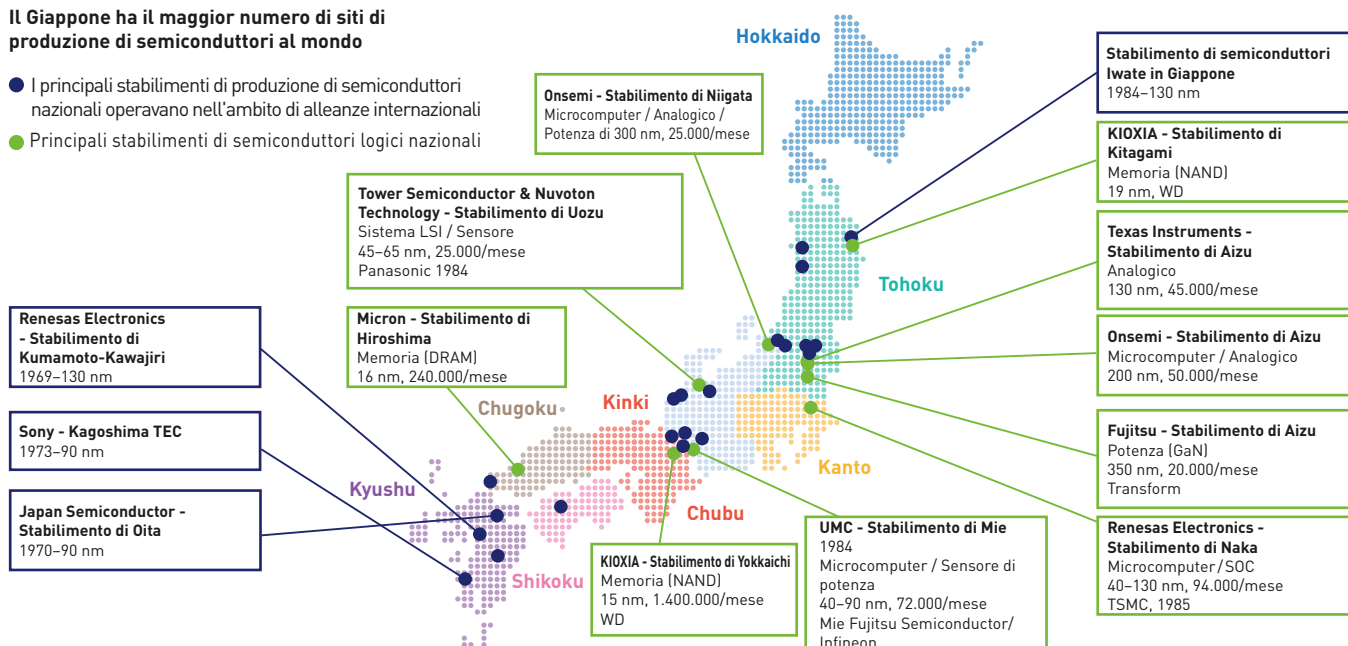 Il Giappone ha il maggior numero di siti di
produzione di semiconduttori al mondo
I principali stabilimenti di produzione di semiconduttori
nazionali operavano nell'ambito di alleanze internazionali
Principali stabilimenti di semiconduttori logici nazionali
Hokkaido
Onsemi - Stabilimento di Niigata
Microcomputer / Analogico /
Potenza di 300 nm, 25.000/mese
Stabilimento di semiconduttori
Iwate in Giappone
1984–130 nm
KIOXIA - Stabilimento di
Kitagami
Memoria (NAND)
19 nm, WD
Tower Semiconductor & Nuvoton
Technology - Stabilimento di Uozu
Sistema LSI / Sensore
45–65 nm, 25.000/mese
Panasonic 1984
Texas Instruments -
Stabilimento di Aizu
Analogico
130 nm, 45.000/mese
Tohoku
Renesas Electronics
- Stabilimento di
Kumamoto-Kawajiri
1969–130 nm
Micron - Stabilimento di
Hiroshima
Memoria (DRAM)
16 nm, 240.000/mese
Onsemi - Stabilimento di Aizu
Microcomputer / Analogico
200 nm, 50.000/mese
Chugoku
Kinki
Sony - Kagoshima TEC
1973–90 nm
Fujitsu - Stabilimento di Aizu
Potenza (GaN)
350 nm, 20.000/mese
Transform
Kanto
Kyushu
Chubu
Japan Semiconductor -
Stabilimento di Oita
1970–90 nm
Shikoku
KIOXIA - Stabilimento di Yokkaichi
Memoria (NAND)
15 nm, 1.400.000/mese
WD
UMC - Stabilimento di Mie
1984
Microcomputer / Sensore di
potenza
40–90 nm, 72.000/mese
Mie Fujitsu Semiconductor/
Infineon
Renesas Electronics -
Stabilimento di Naka
Microcomputer/SOC
40–130 nm, 94.000/mese
TSMC, 1985